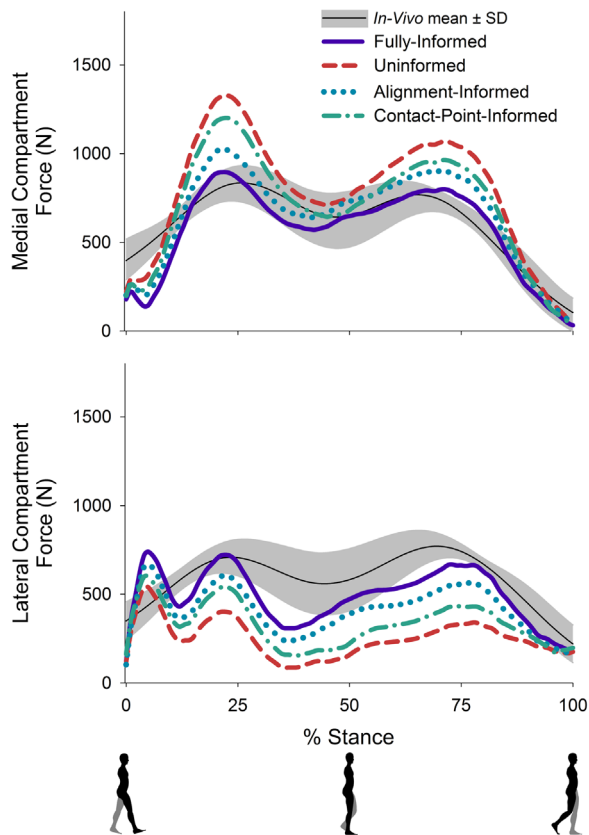 In-Vivo mean ± SD
Fully-Informed
Uninformed
Alignment-Informed
Contact-Point-Informed
Medial Compartment
Force (N)
1500
1000
500
0
Lateral Compartment
Force (N)
1500
1000
500
0
0 25 50 75 100
% Stance